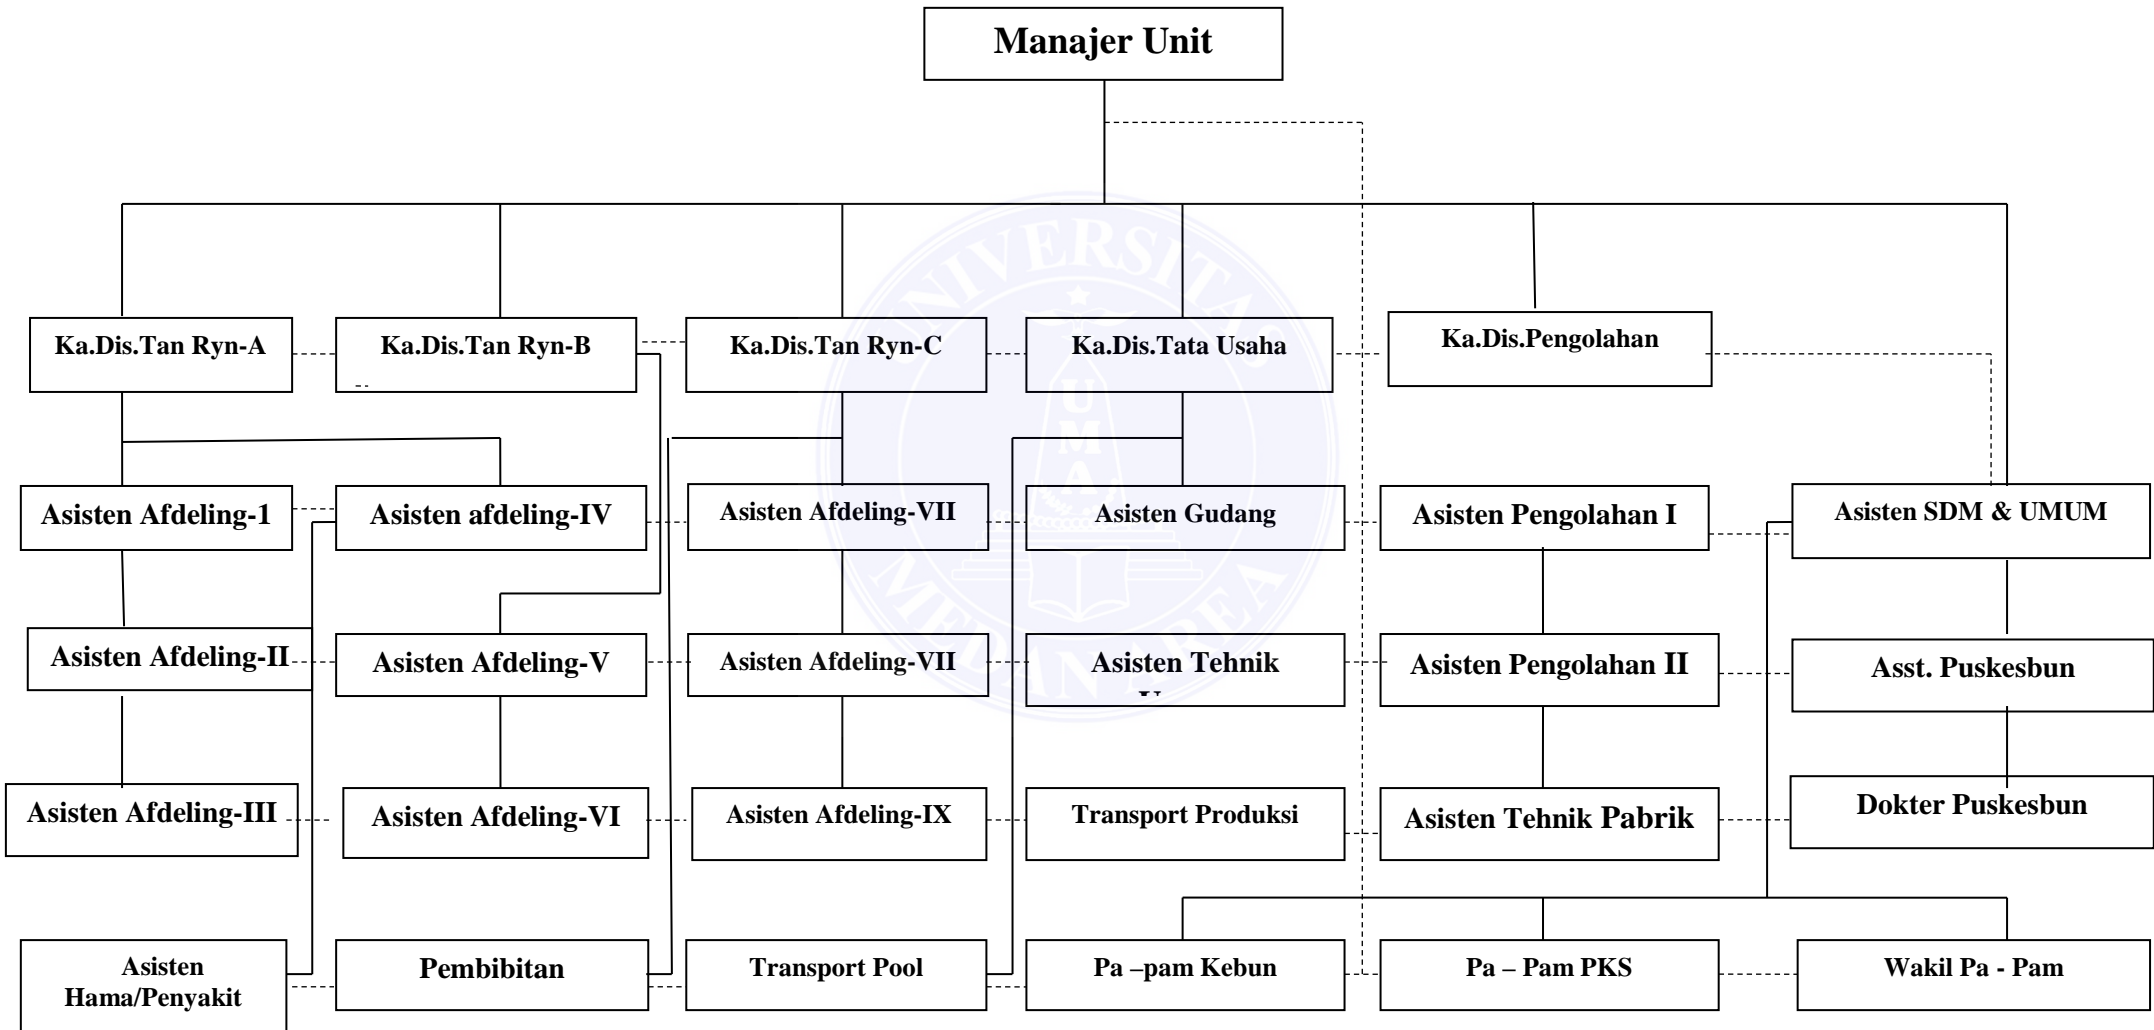 Manajer Unit
Ka.Dis.Tan Ryn-A
Ka.Dis.Tan Ryn-B
Ka.Dis.Tan Ryn-C
Ka.Dis.Tata Usaha
Ka.Dis.Pengolahan
Asisten Afdeling-1
Asisten afdeling-IV
Asisten Afdeling-VII
Asisten Gudang
Asisten Pengolahan I
Asisten SDM & UMUM
Asisten Afdeling-II
Asisten Afdeling-V
Asisten Afdeling-VII
Asisten Tehnik
Asisten Pengolahan II
Asst. Puskesbun
Asisten Afdeling-III
Asisten Afdeling-VI
Asisten Afdeling-IX
Transport Produksi
Asisten Tehnik Pabrik
Dokter Puskesbun
Asisten
Hama/Penyakit
Pembibitan
Transport Pool
Pa –pam Kebun
Pa – Pam PKS
Wakil Pa - Pam
UNIVERSITAS
UMA
MEDAN AREA